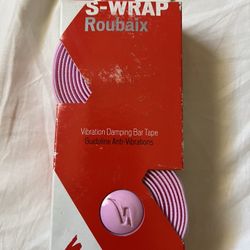 S-WRAP
Roubaix
Vibration Damping Bar Tape
Guidoline Anti-Vibrations